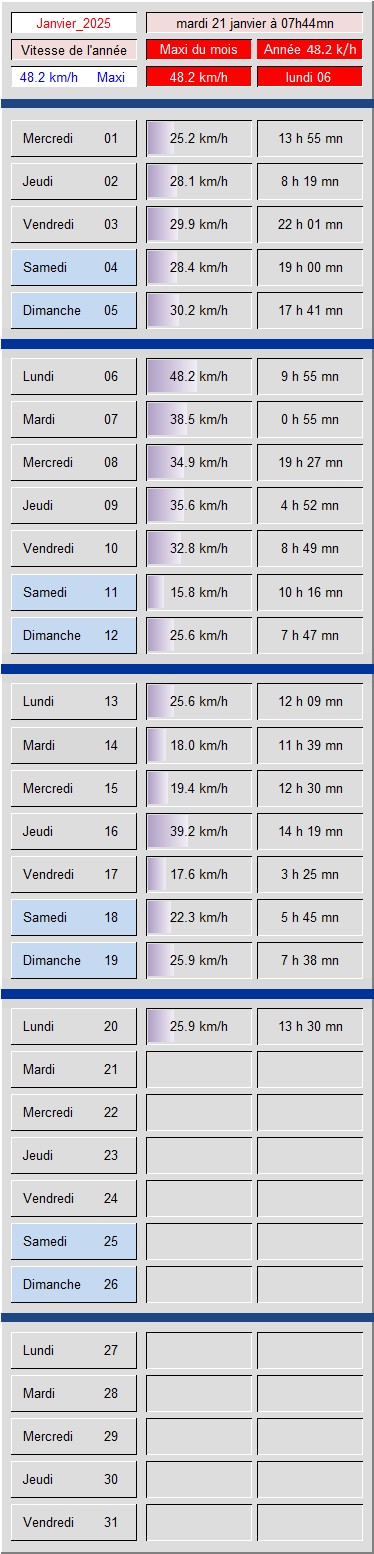 Janvier_2025 mardi 21 janvier à 07h44mn
Vitesse de l'année Maxi du mois Année 48.2 k/h
48.2 km/h Maxi 48.2 km/h lundi 06
Mercredi 01 25.2 km/h 13 h 55 mn
Jeudi 02 28.1 km/h 8 h 19 mn
Vendredi 03 29.9 km/h 22 h 01 mn
Samedi 04 28.4 km/h 19 h 00 mn
Dimanche 05 30.2 km/h 17 h 41 mn
Lundi 06 48.2 km/h 9 h 55 mn
Mardi 07 38.5 km/h 0 h 55 mn
Mercredi 08 34.9 km/h 19 h 27 mn
Jeudi 09 35.6 km/h 4 h 52 mn
Vendredi 10 32.8 km/h 8 h 49 mn
Samedi 11 15.8 km/h 10 h 16 mn
Dimanche 12 25.6 km/h 7 h 47 mn
Lundi 13 25.6 km/h 12 h 09 mn
Mardi 14 18.0 km/h 11 h 39 mn
Mercredi 15 19.4 km/h 12 h 30 mn
Jeudi 16 39.2 km/h 14 h 19 mn
Vendredi 17 17.6 km/h 3 h 25 mn
Samedi 18 22.3 km/h 5 h 45 mn
Dimanche 19 25.9 km/h 7 h 38 mn
Lundi 20 25.9 km/h 13 h 30 mn
Mardi 21
Mercredi 22
Jeudi 23
Vendredi 24
Samedi 25
Dimanche 26
Lundi 27
Mardi 28
Mercredi 29
Jeudi 30
Vendredi 31